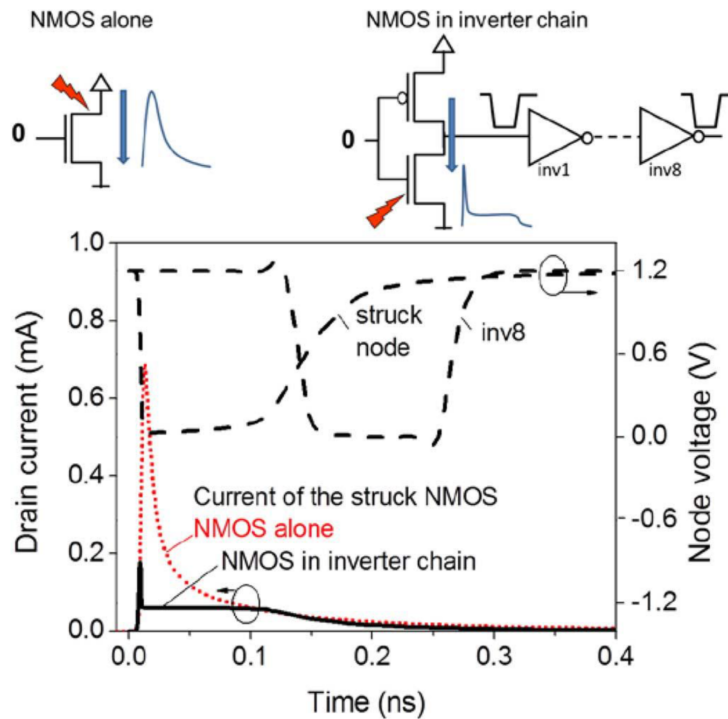 NMOS alone
NMOS in inverter chain
0
0
inv1
inv8
1.0
0.8
0.6
0.4
0.2
0.0
Drain current (mA)
1.2
0.6
0.0
-0.6
-1.2
Node voltage (V)
struck
node
inv8
Current of the struck NMOS
NMOS alone
NMOS in inverter chain
0.0
0.1
0.2
0.3
0.4
Time (ns)